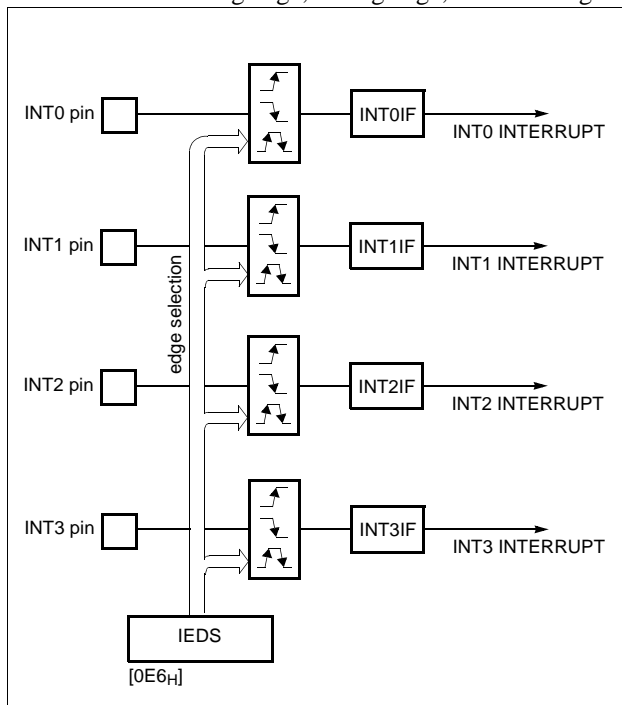 INT0 pin
INT0IF
INT0 INTERRUPT
INT1 pin
INT1IF
INT1 INTERRUPT
edge selection
INT2 pin
INT2IF
INT2 INTERRUPT
INT3 pin
INT3IF
INT3 INTERRUPT
IEDS
[0E6H]